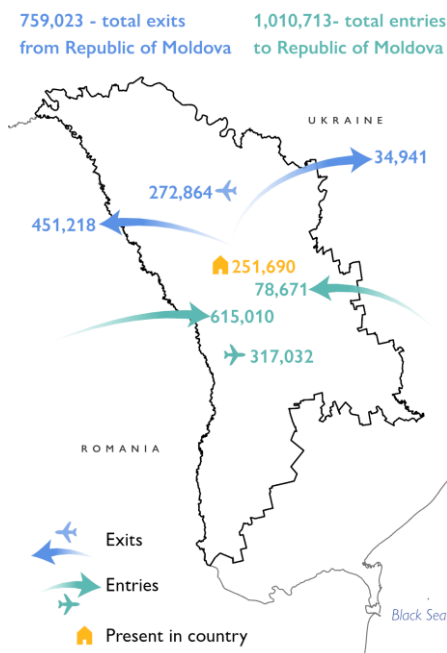 759,023 - total exits
from Republic of Moldova
1,010,713- total entries
to Republic of Moldova
UKRAINE
34,941
272,864
451,218
251,690
78,671
615,010
317,032
ROMANIA
Exits
Entries
Black Sea
Present in country